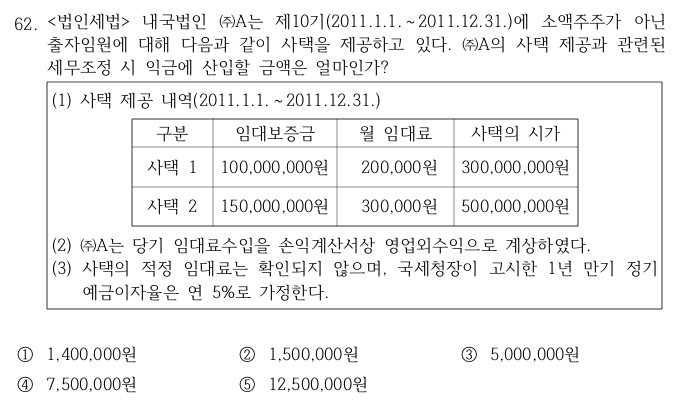 62. <법인세법> 내국법인 ㈜A는 제10기(2011.1.1.~2011.12.31.)에 소액주주가 아닌
출자임원에 대해 다음과 같이 사택을 제공하고 있다. ㈜A의 사택 제공과 관련된
세무조정 시 익금에 산입할 금액은 얼마인가?
(1) 사택 제공 내역(2011.1.1.~2011.12.31.)
구분 임대보증금 월 임대료 사택의 시가
사택 1 100,000,000원 200,000원 300,000,000원
사택 2 150,000,000원 300,000원 500,000,000원
(2) ㈜A는 당기 임대료수입을 손익계산서상 영업외수익으로 계상하였다.
(3) 사택의 적정 임대료는 확인되지 않으며, 국세청장이 고시한 1년 만기 정기
예금이자율은 연 5%로 가정한다.
① 1,400,000원 ② 1,500,000원 ③ 5,000,000원
④ 7,500,000원 ⑤ 12,500,000원